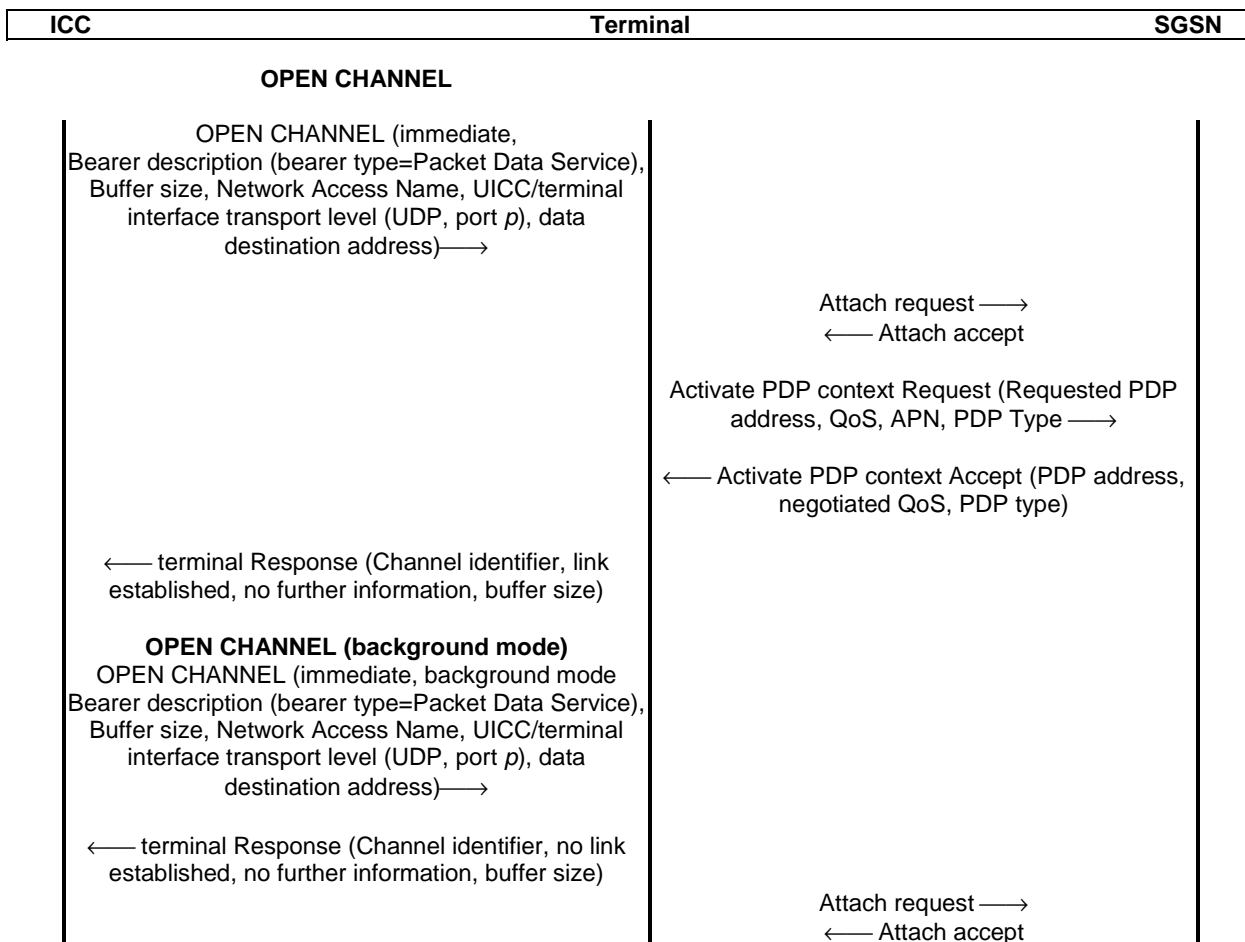 ICC Terminal SGSN
OPEN CHANNEL
OPEN CHANNEL (immediate,
Bearer description (bearer type=Packet Data Service),
Buffer size, Network Access Name, UICC/terminal
interface transport level (UDP, port p), data
destination address)⎯⎯→
Attach request ⎯⎯→
←⎯⎯ Attach accept
Activate PDP context Request (Requested PDP
address, QoS, APN, PDP Type ⎯⎯→
←⎯⎯ Activate PDP context Accept (PDP address,
negotiated QoS, PDP type)
←⎯⎯ terminal Response (Channel identifier, link
established, no further information, buffer size)
OPEN CHANNEL (background mode)
OPEN CHANNEL (immediate, background mode
Bearer description (bearer type=Packet Data Service),
Buffer size, Network Access Name, UICC/terminal
interface transport level (UDP, port p), data
destination address)⎯⎯→
←⎯⎯ terminal Response (Channel identifier, no link
established, no further information, buffer size)
Attach request ⎯⎯→
←⎯⎯ Attach accept